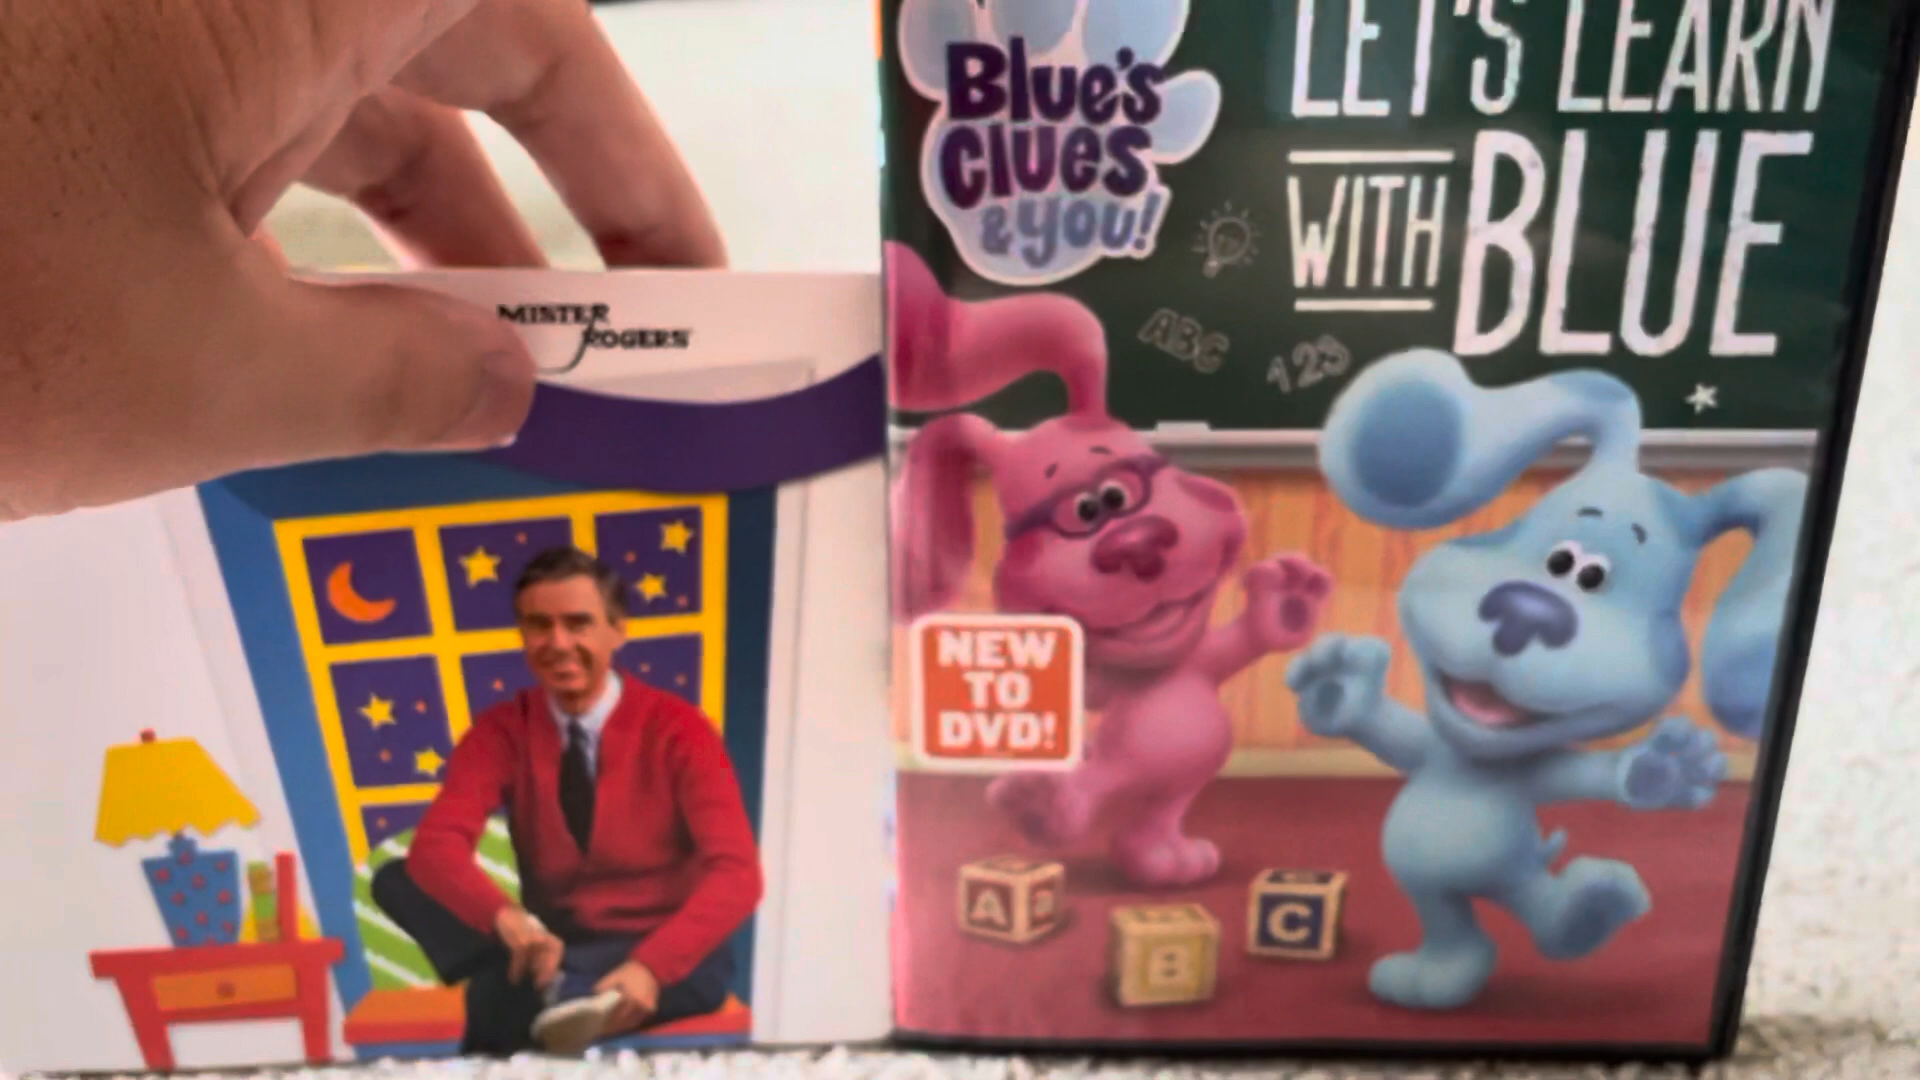 MISTER
ROGERS
Blue's
Clues
& you!
LET'S LEARN
WITH BLUE
ABC
123
NEW
TO
DVD!
A a
B
C